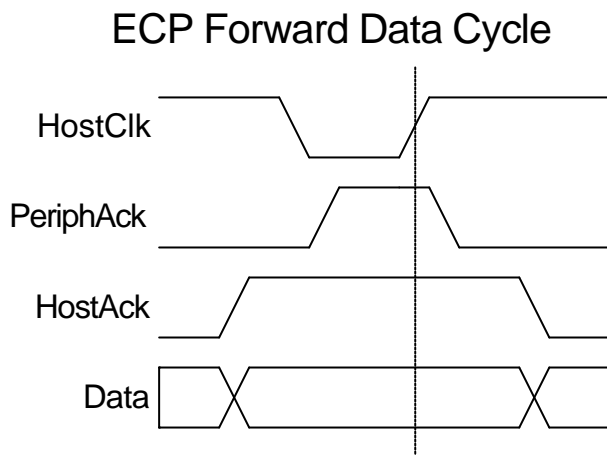 ECP Forward Data Cycle
HostClk
PeriphAck
HostAck
Data